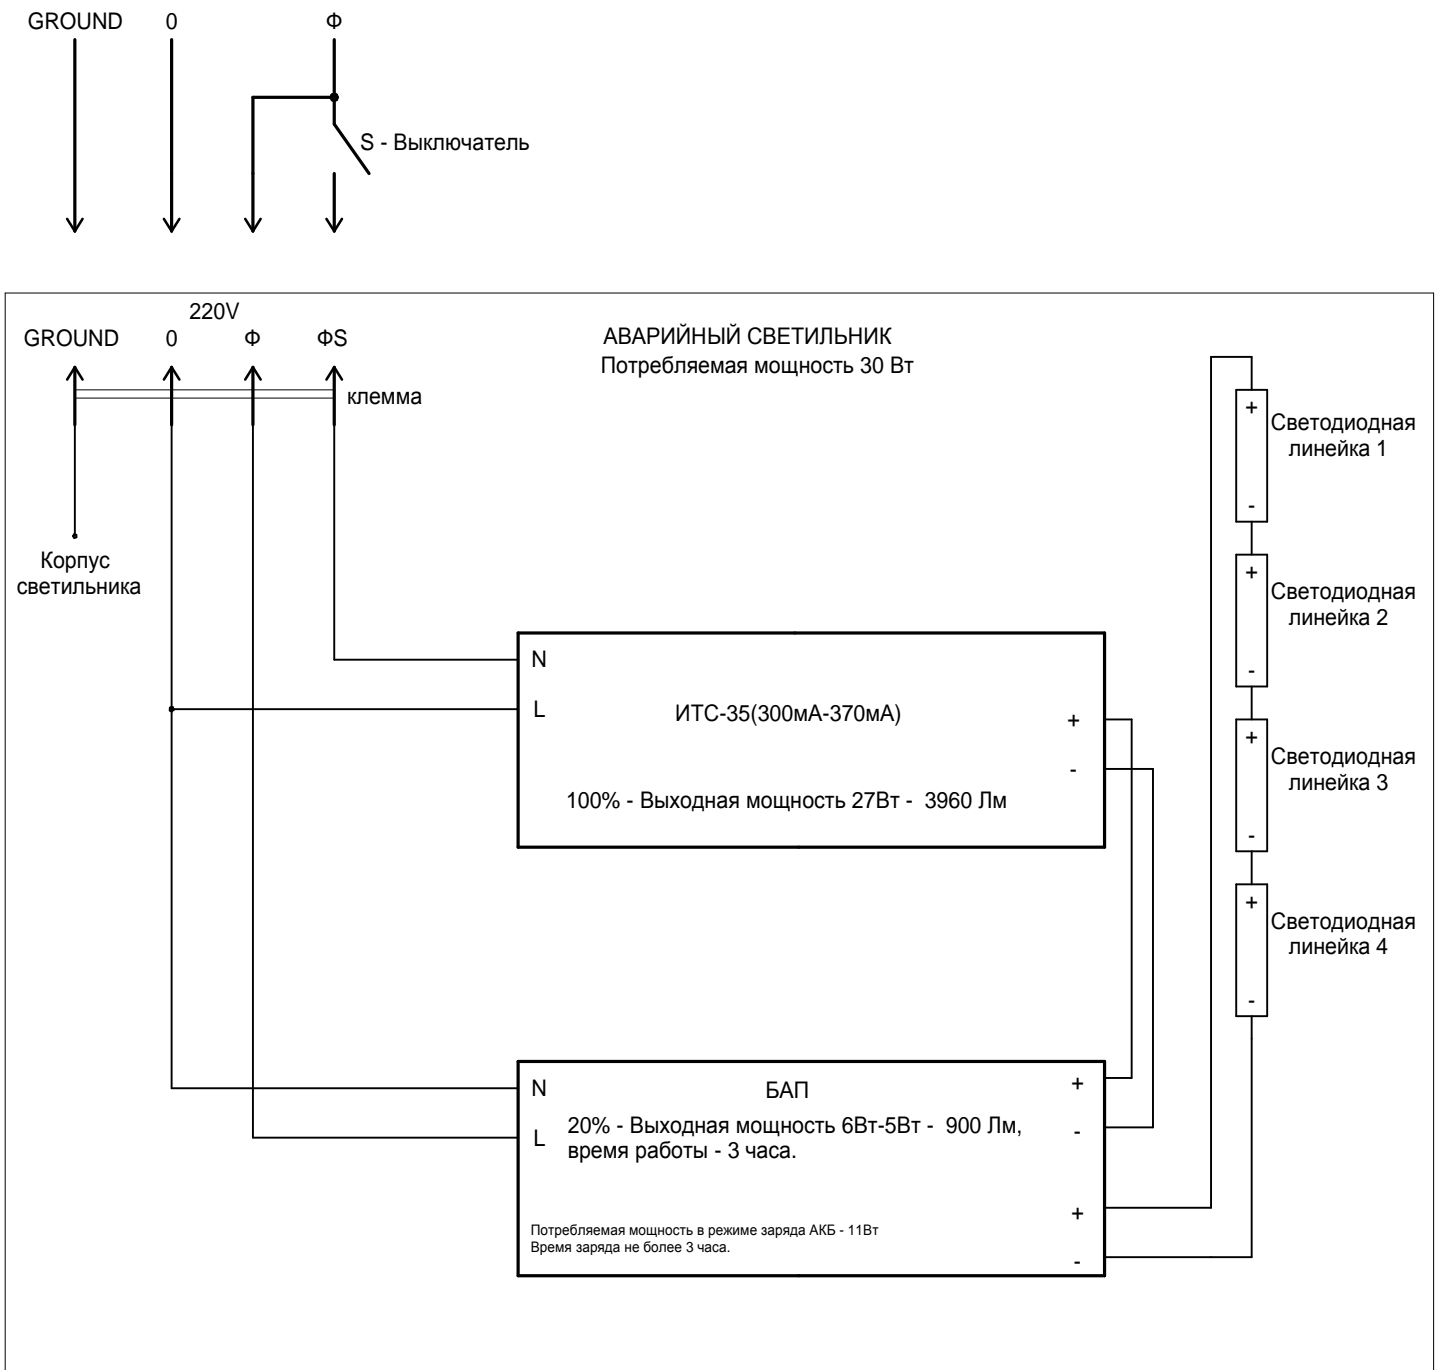 GROUND 0 Ф
S - Выключатель
220V
GROUND 0 Ф ФS
клемма
АВАРИЙНЫЙ СВЕТИЛЬНИК
Потребляемая мощность 30 Вт
Корпус
светильника
+
Светодиодная
линейка 1
-
+
Светодиодная
линейка 2
-
+
Светодиодная
линейка 3
-
+
Светодиодная
линейка 4
-
N
L
ИТС-35(300мА-370мА)
+
-
100% - Выходная мощность 27Вт - 3960 Лм
N
БАП
+
L
20% - Выходная мощность 6Вт-5Вт - 900 Лм,
время работы - 3 часа.
-
+
Потребляемая мощность в режиме заряда АКБ - 11Вт
Время заряда не более 3 часа.
-